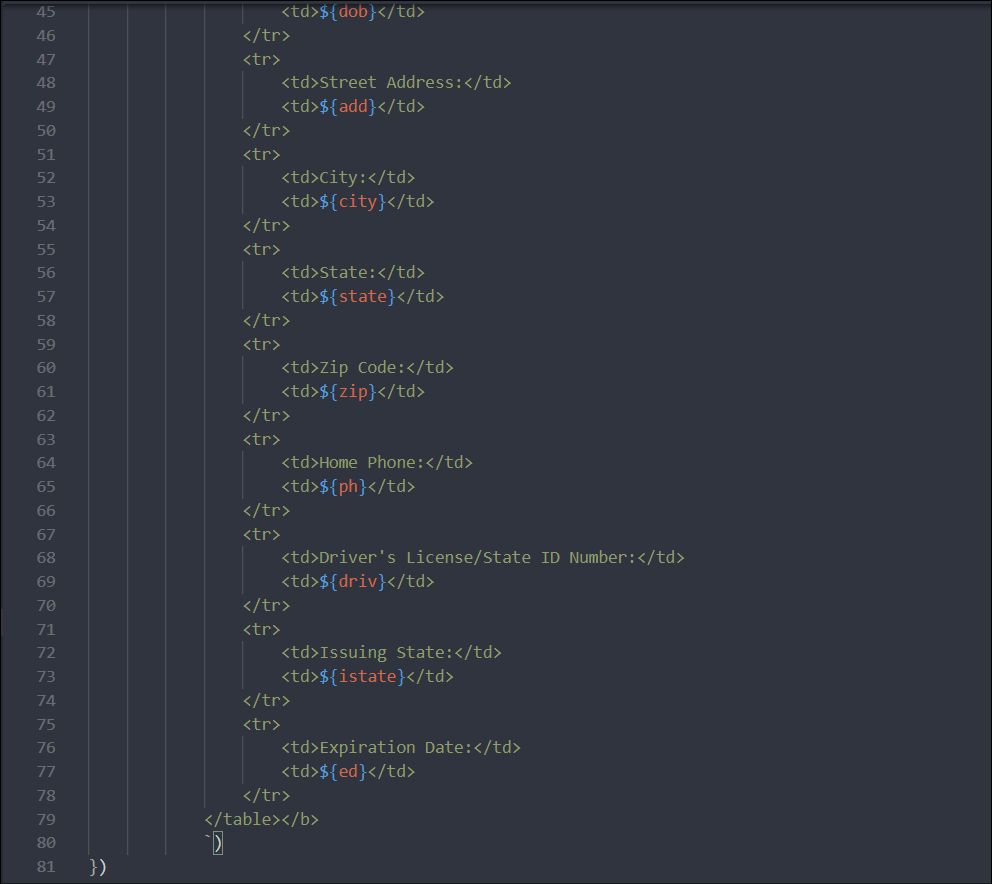 45 <td>${dob}</td>
46 </tr>
47 <tr>
48 <td>Street Address:</td>
49 <td>${add}</td>
50 </tr>
51 <tr>
52 <td>City:</td>
53 <td>${city}</td>
54 </tr>
55 <tr>
56 <td>State:</td>
57 <td>${state}</td>
58 </tr>
59 <tr>
60 <td>Zip Code:</td>
61 <td>${zip}</td>
62 </tr>
63 <tr>
64 <td>Home Phone:</td>
65 <td>${ph}</td>
66 </tr>
67 <tr>
68 <td>Driver's License/State ID Number:</td>
69 <td>${driv}</td>
70 </tr>
71 <tr>
72 <td>Issuing State:</td>
73 <td>${istate}</td>
74 </tr>
75 <tr>
76 <td>Expiration Date:</td>
77 <td>${ed}</td>
78 </tr>
79 </table></b>
80 `)
81 })